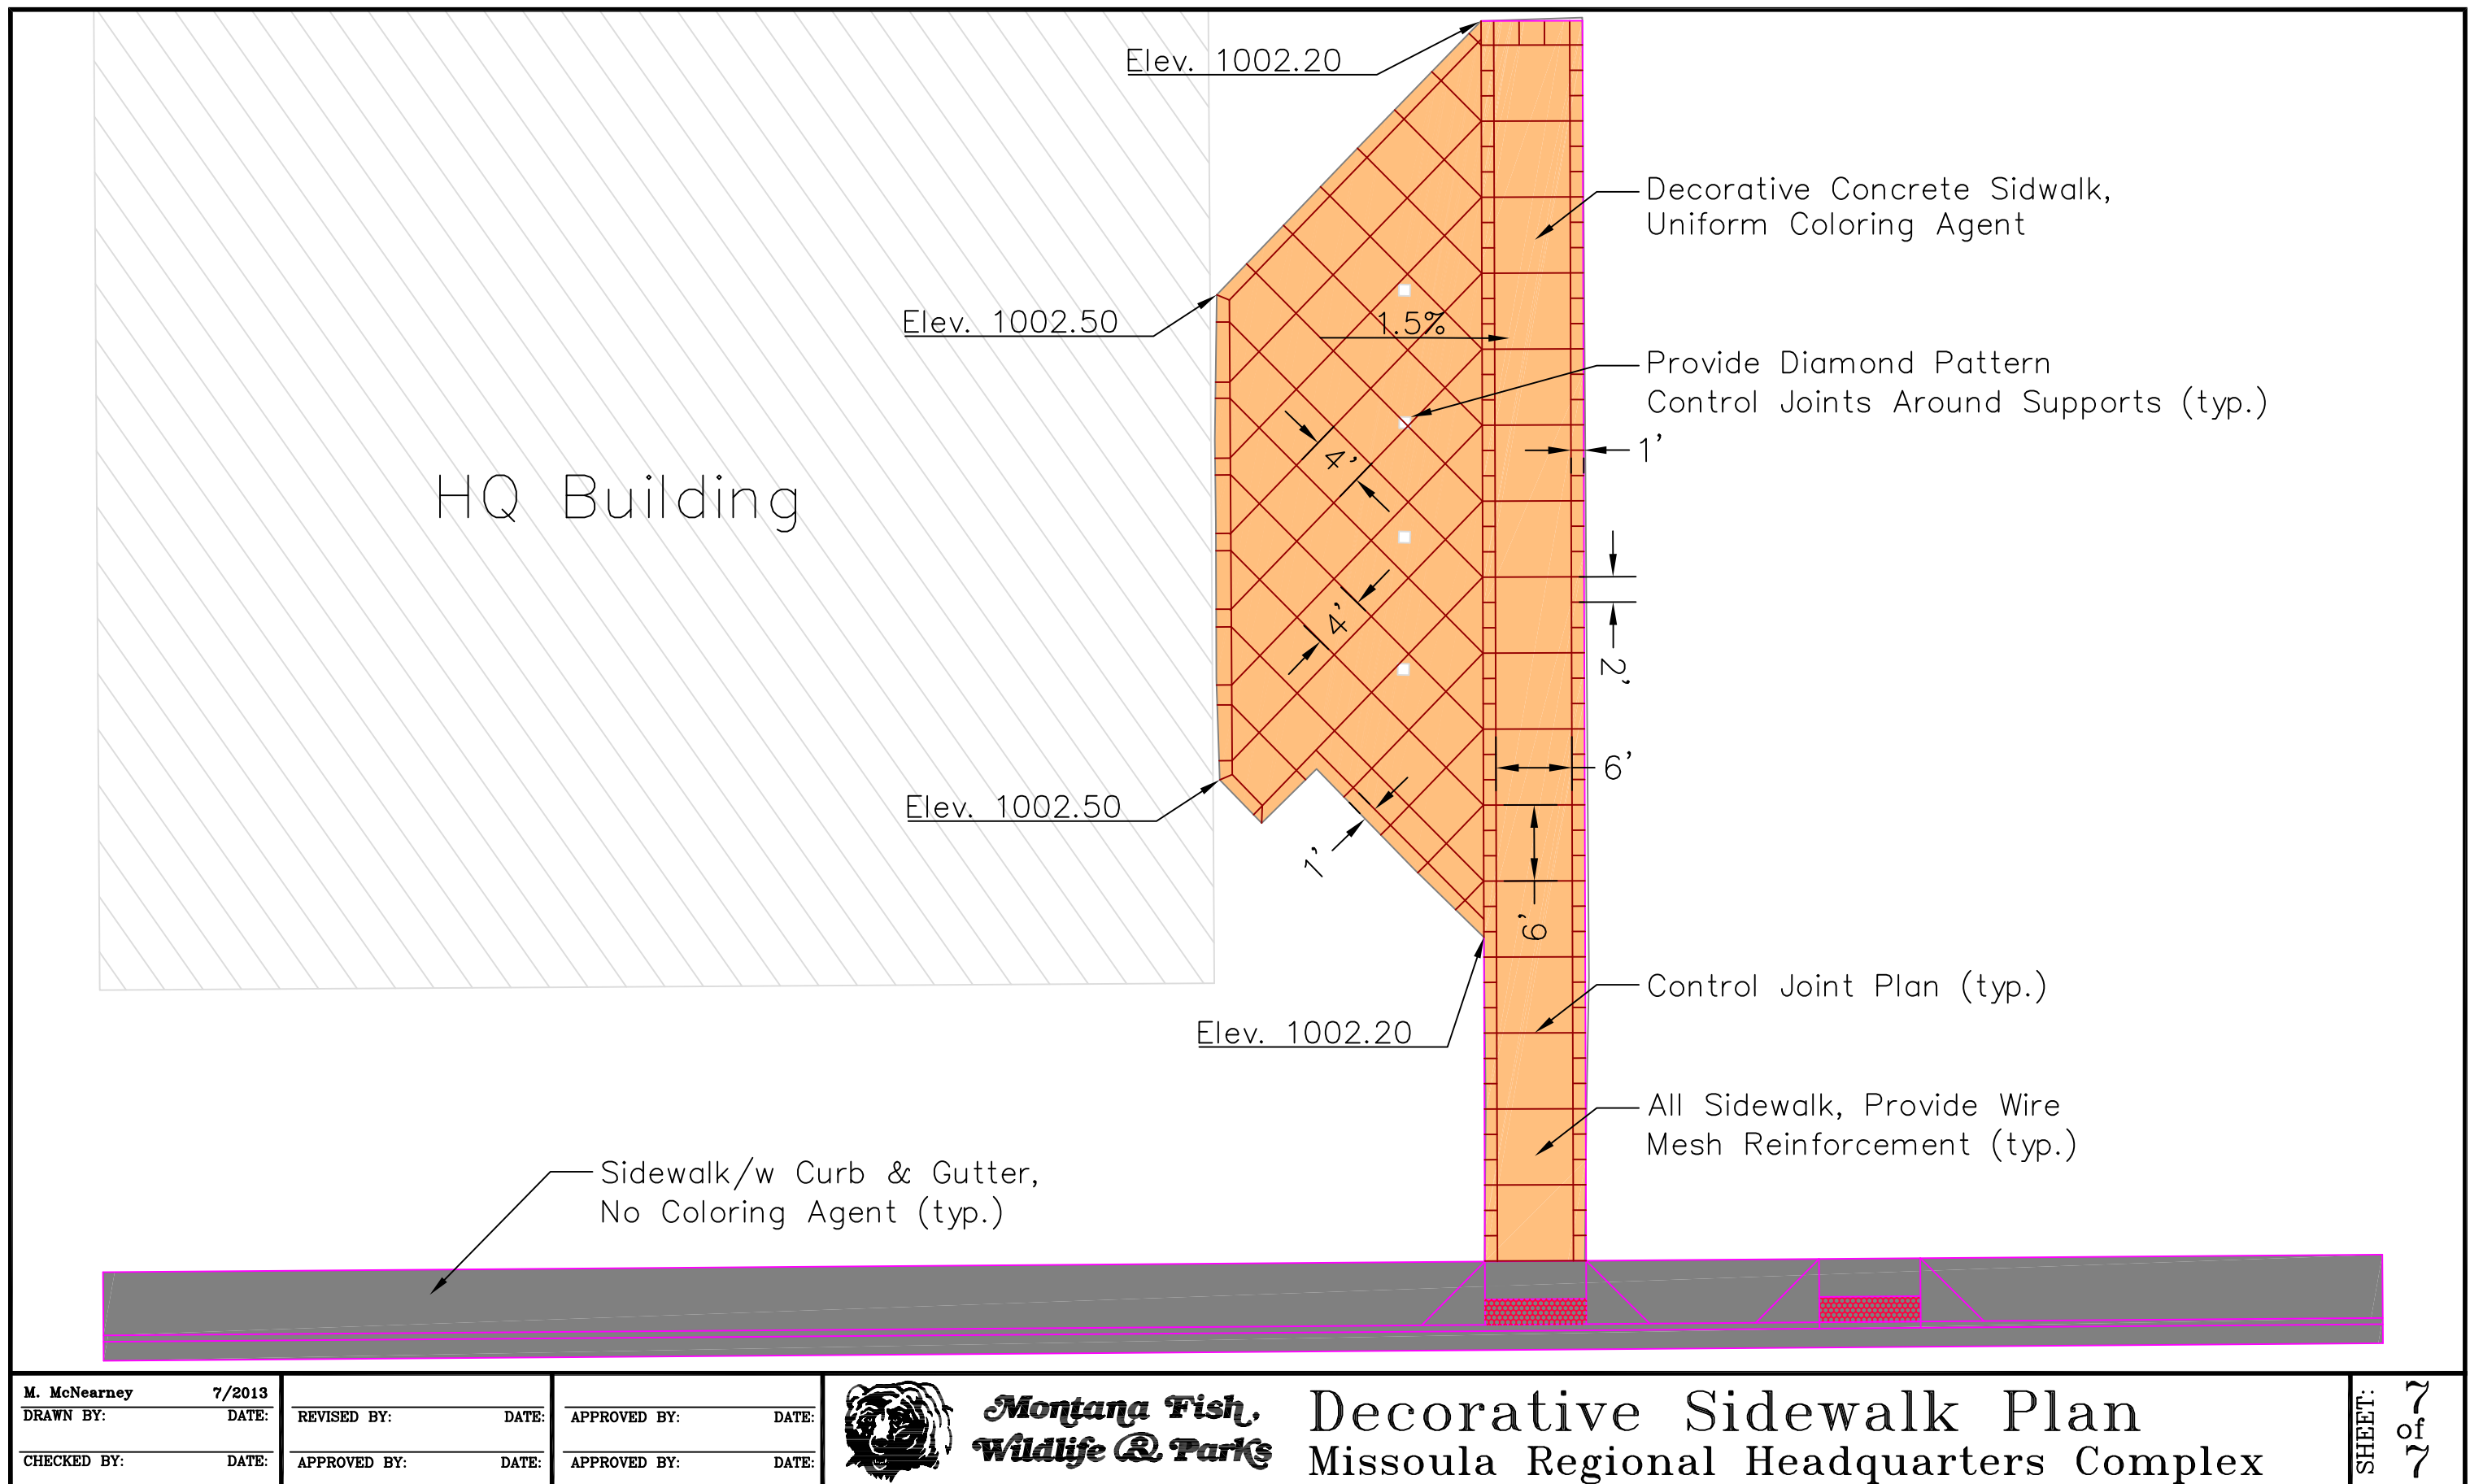 Elev. 1002.20
Decorative Concrete Sidwalk,
Uniform Coloring Agent
Elev. 1002.50
1.5%
Provide Diamond Pattern
Control Joints Around Supports (typ.)
1'
4'
HQ Building
4'
2'
6'
Elev. 1002.50
1'
6'
Control Joint Plan (typ.)
Elev. 1002.20
All Sidewalk, Provide Wire
Mesh Reinforcement (typ.)
Sidewalk/w Curb & Gutter,
No Coloring Agent (typ.)
M. McNearney 7/2013
DRAWN BY: DATE:
CHECKED BY: DATE:
REVISED BY: DATE:
APPROVED BY: DATE:
APPROVED BY: DATE:
APPROVED BY: DATE:
Montana Fish,
Wildlife & Parks
Decorative Sidewalk Plan
Missoula Regional Headquarters Complex
SHEET:
7
of
7